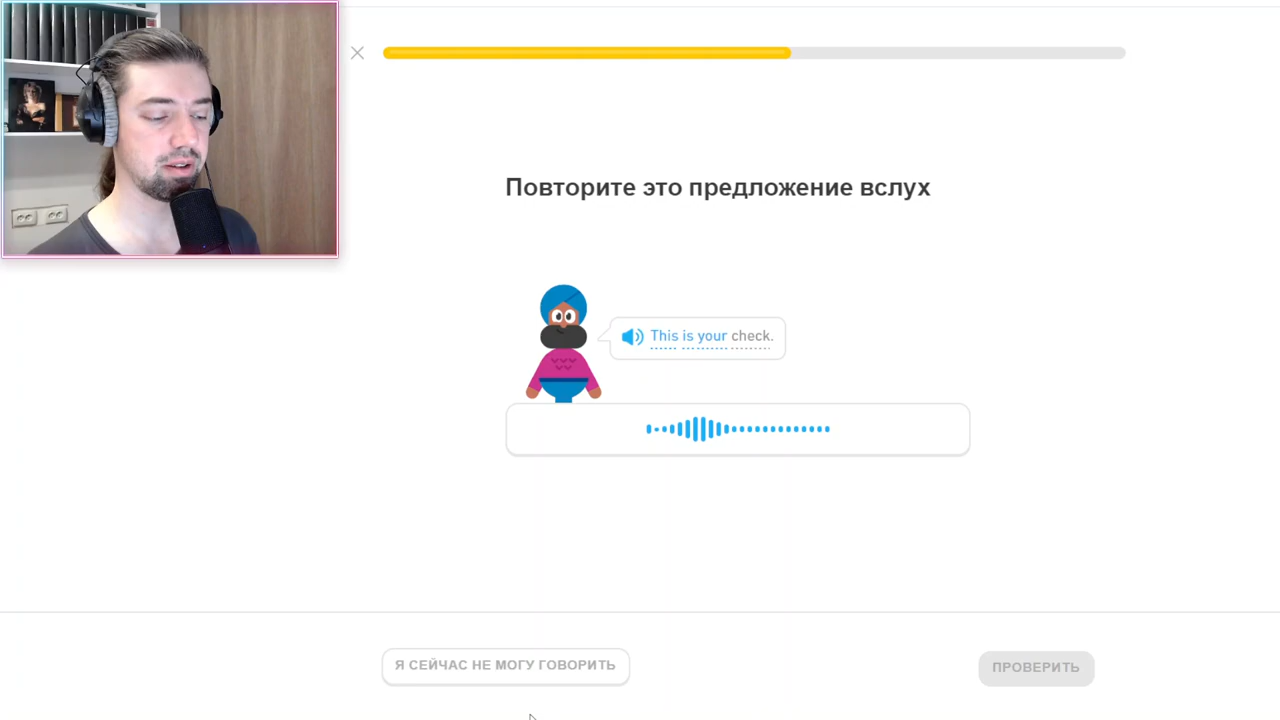 Повторите это предложение вслух
This is your check.
Я СЕЙЧАС НЕ МОГУ ГОВОРИТЬ
ПРОВЕРИТЬ